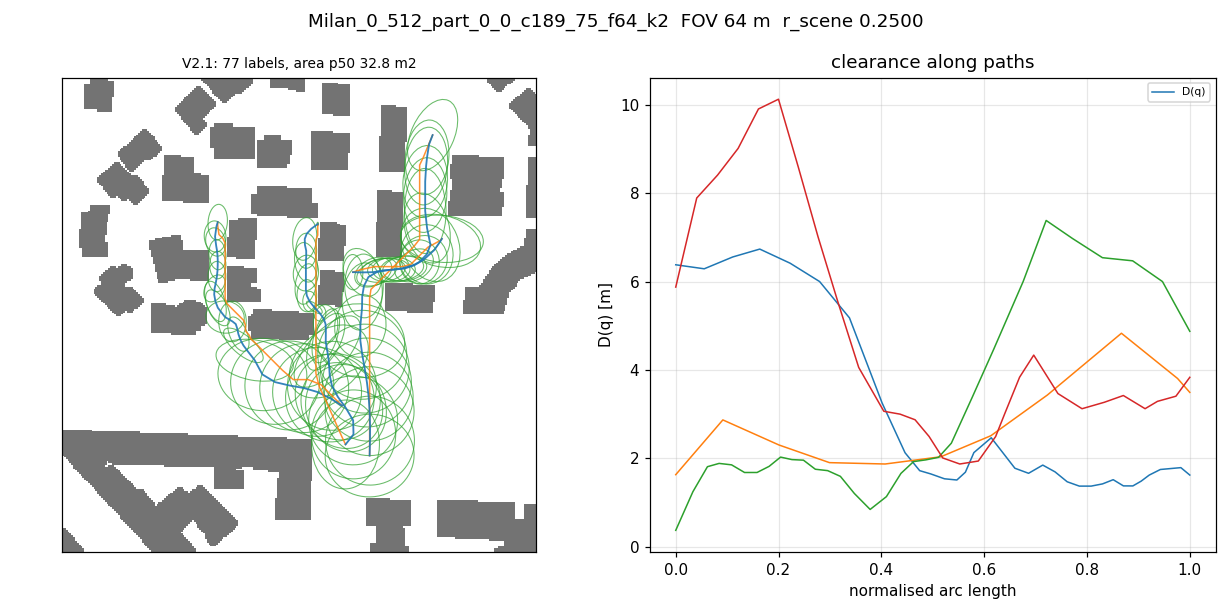 Milan_0_512_part_0_0_c189_75_f64_k2  FOV 64 m  r_scene 0.2500
V2.1: 77 labels, area p50 32.8 m2
clearance along paths
D(q)
D(q) [m]
10
8
6
4
2
0
0.0 0.2 0.4 0.6 0.8 1.0
normalised arc length